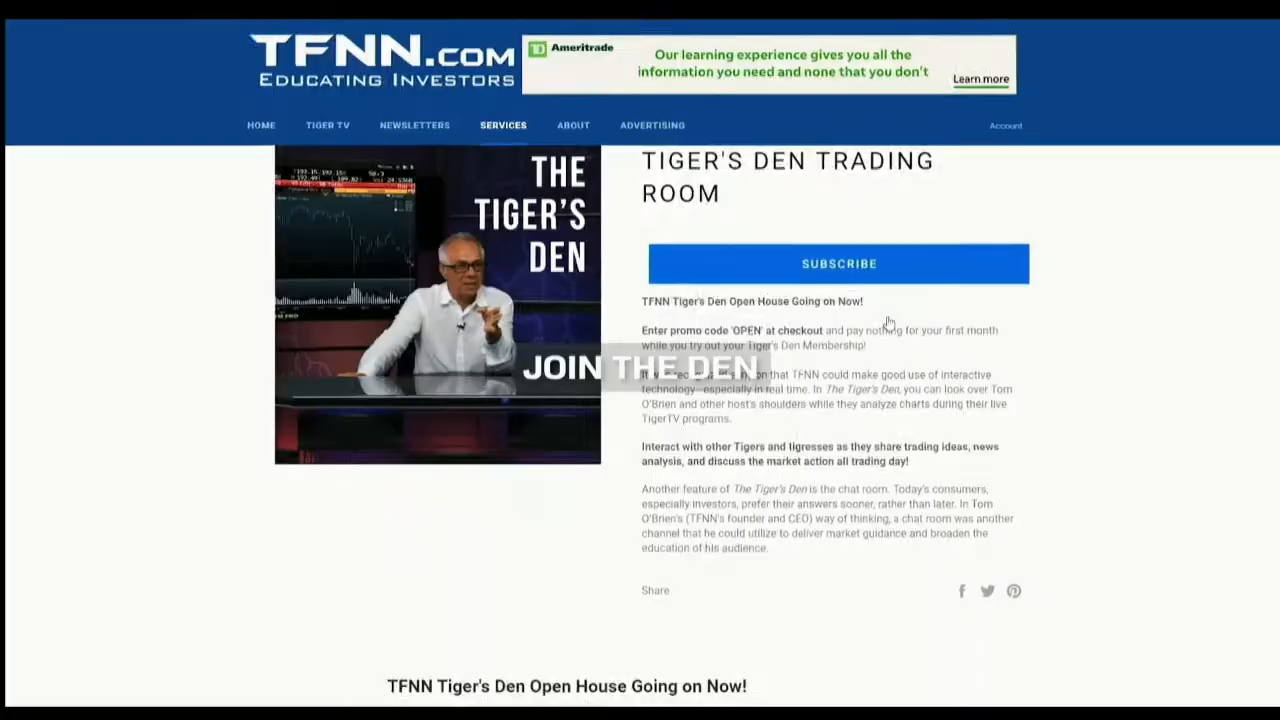 TFNN.COM
EDUCATING INVESTORS
Ameritrade
Our learning experience gives you all the
information you need and none that you don't
Learn more
HOME TIGER TV NEWSLETTERS SERVICES ABOUT ADVERTISING Account
THE
TIGER'S
DEN
TIGER'S DEN TRADING
ROOM
SUBSCRIBE
TFNN Tiger's Den Open House Going on Now!
Enter promo code 'OPEN' at checkout and pay nothing for your first month
while you try out your Tiger's Den Membership!
JOIN THE DEN
that TFNN could make good use of interactive
technology—especially in real time. In The Tiger's Den, you can look over Tom
O'Brien and other host's shoulders while they analyze charts during their live
TigerTV programs.
Interact with other Tigers and tigresses as they share trading ideas, news
analysis, and discuss the market action all trading day!
Another feature of The Tiger's Den is the chat room. Today's consumers,
especially investors, prefer their answers sooner, rather than later. In Tom
O'Brien's (TFNN's founder and CEO) way of thinking, a chat room was another
channel that he could utilize to deliver market guidance and broaden the
education of his audience.
Share
TFNN Tiger's Den Open House Going on Now!